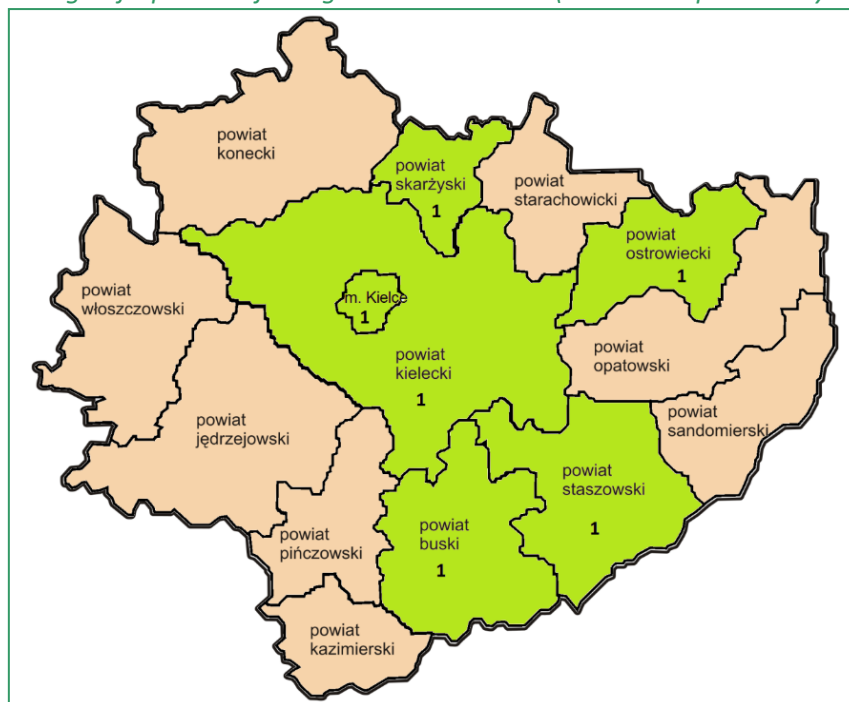 powiat
konecki
powiat
skarżyski
1
powiat
starachowicki
powiat
ostrowiecki
1
powiat
włoszczowski
m. Kielce
1
powiat
kielecki
1
powiat
opatowski
powiat
sandomierski
powiat
jędrzejowski
powiat
staszowski
1
powiat
pińczowski
powiat
buski
1
powiat
kazimierski